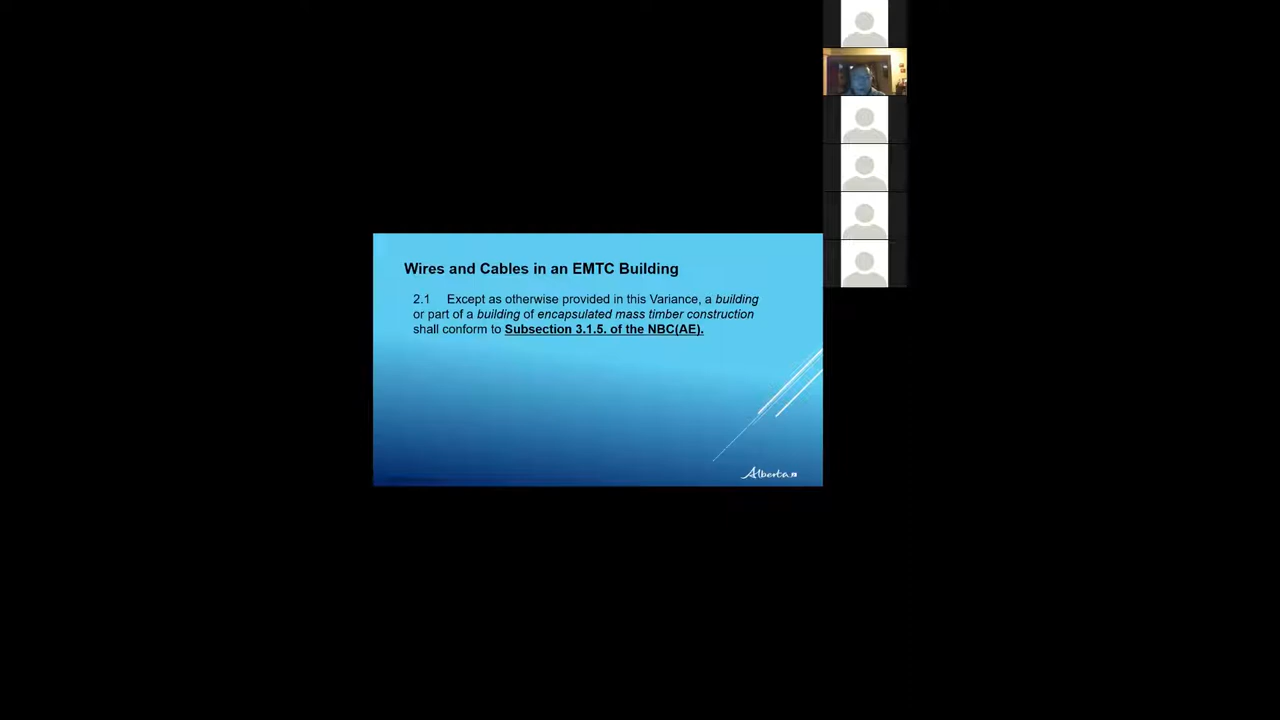 Wires and Cables in an EMTC Building
2.1 Except as otherwise provided in this Variance, a building
or part of a building of encapsulated mass timber construction
shall conform to Subsection 3.1.5. of the NBC(AE).
Alberta